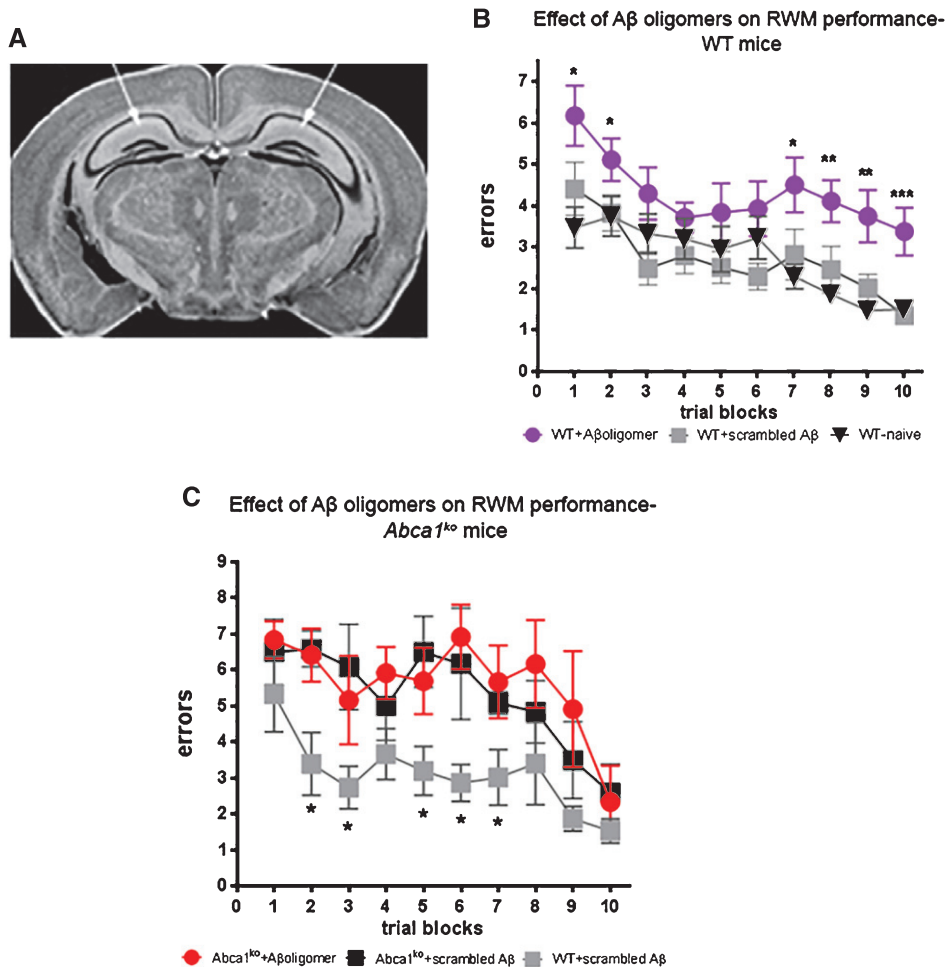 A
B
Effect of Aβ oligomers on RWM performance-
WT mice
7
6
5
4
3
2
1
0
errors
*
*
*
**
**
***
0 1 2 3 4 5 6 7 8 9 10
trial blocks
WT+Aβoligomer WT+scrambled Aβ WT-naive
C
Effect of Aβ oligomers on RWM performance-
Abca1ko mice
9
8
7
6
5
4
3
2
1
0
errors
*
*
*
*
*
0 1 2 3 4 5 6 7 8 9 10
trial blocks
Abca1ko+Aβoligomer Abca1ko+scrambled Aβ WT+scrambled Aβ